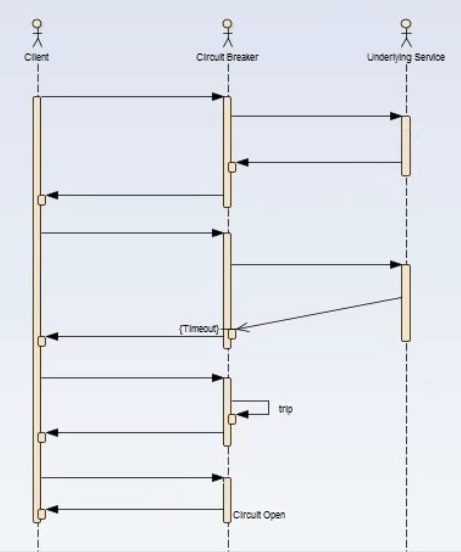 Client
Circuit Breaker
Underlying Service
{Timeout}
trip
Circuit Open